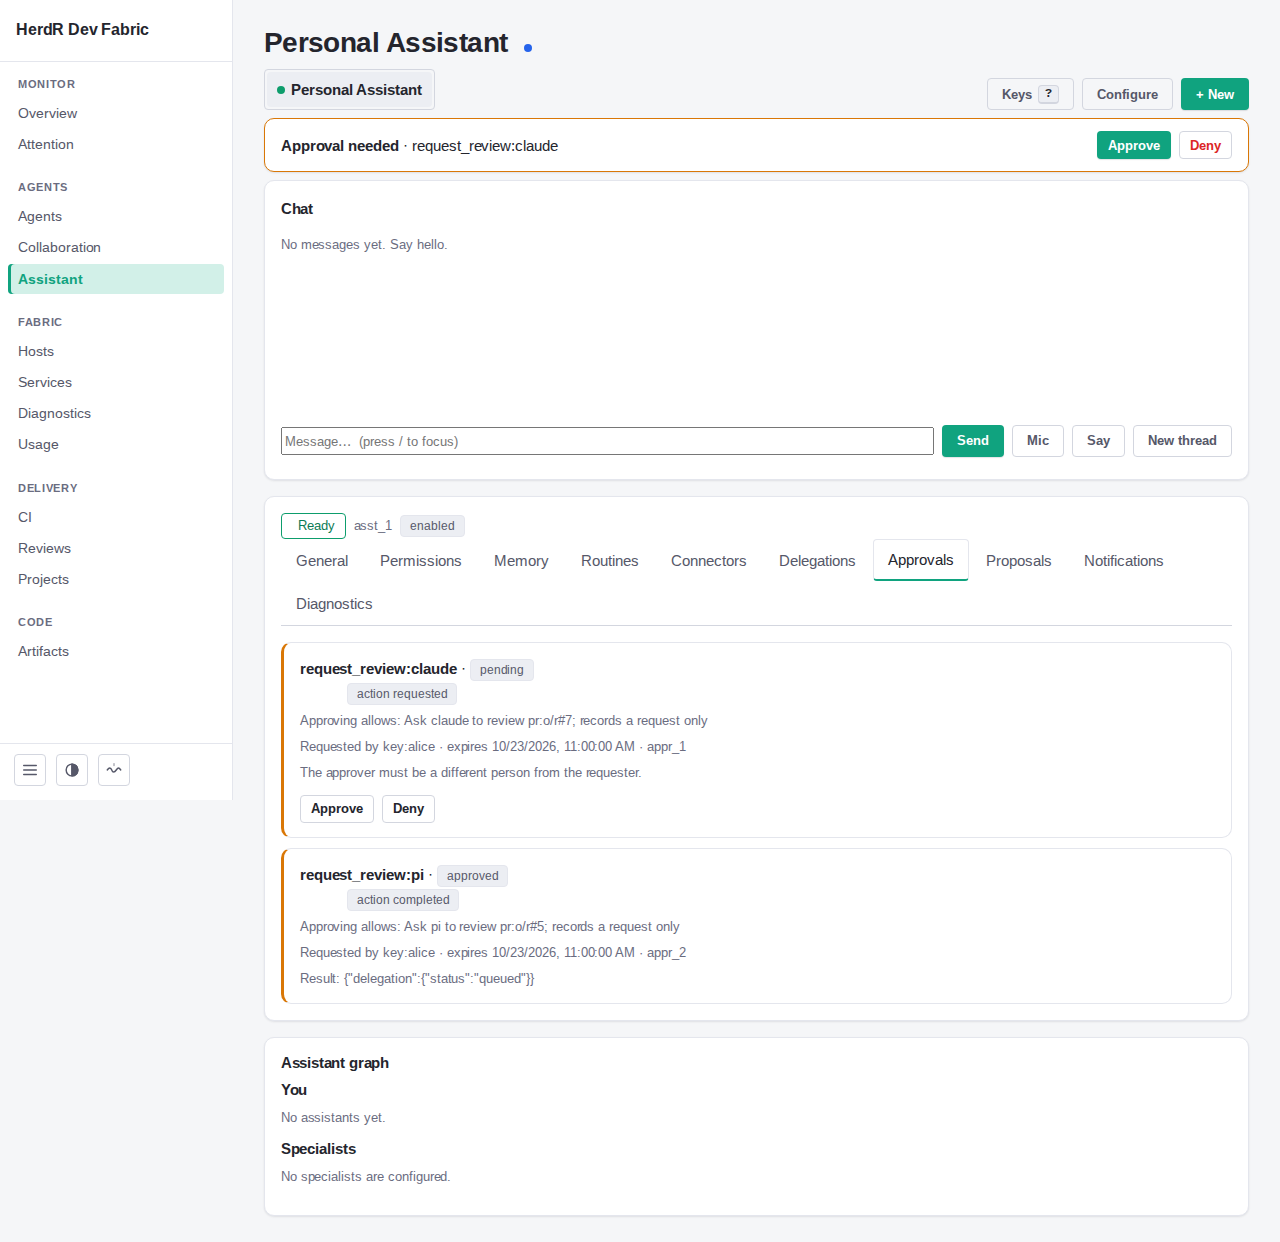 HerdR Dev Fabric
MONITOR
Overview
Attention
AGENTS
Agents
Collaboration
Assistant
FABRIC
Hosts
Services
Diagnostics
Usage
DELIVERY
CI
Reviews
Projects
CODE
Artifacts
Personal Assistant
Personal Assistant
Keys ? Configure + New
Approval needed · request_review:claude Approve Deny
Chat
No messages yet. Say hello.
Message… (press / to focus) Send Mic Say New thread
Ready asst_1 enabled
General Permissions Memory Routines Connectors Delegations Approvals Proposals Notifications
Diagnostics
request_review:claude · pending
action requested
Approving allows: Ask claude to review pr:o/r#7; records a request only
Requested by key:alice · expires 10/23/2026, 11:00:00 AM · appr_1
The approver must be a different person from the requester.
Approve Deny
request_review:pi · approved
action completed
Approving allows: Ask pi to review pr:o/r#5; records a request only
Requested by key:alice · expires 10/23/2026, 11:00:00 AM · appr_2
Result: {"delegation":{"status":"queued"}}
Assistant graph
You
No assistants yet.
Specialists
No specialists are configured.